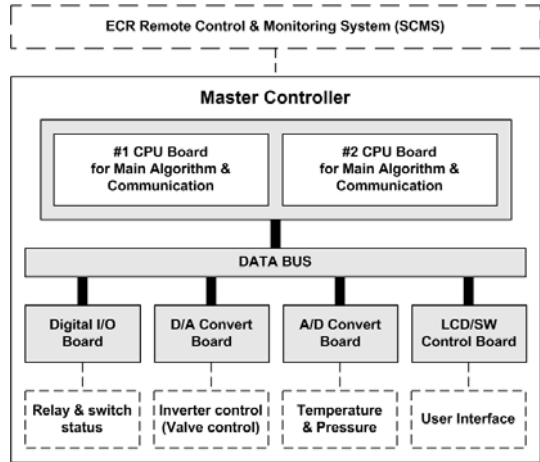 ECR Remote Control & Monitoring System (SCMS)
Master Controller
#1 CPU Board
for Main Algorithm &
Communication
#2 CPU Board
for Main Algorithm &
Communication
DATA BUS
Digital I/O
Board
D/A Convert
Board
A/D Convert
Board
LCD/SW
Control Board
Relay & switch
status
Inverter control
(Valve control)
Temperature
& Pressure
User Interface